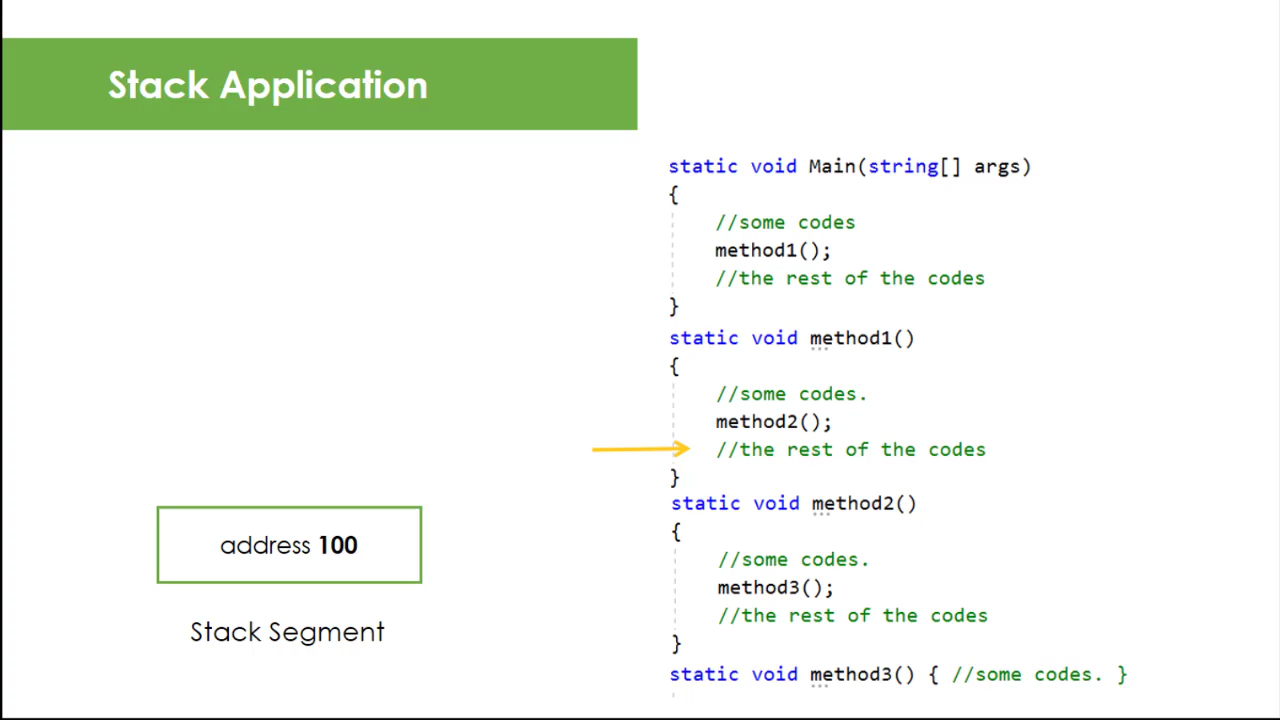 Stack Application
static void Main(string[] args)
{
//some codes
method1();
//the rest of the codes
}
static void method1()
{
//some codes.
method2();
//the rest of the codes
}
static void method2()
{
//some codes.
method3();
//the rest of the codes
}
static void method3() { //some codes. }
address 100
Stack Segment